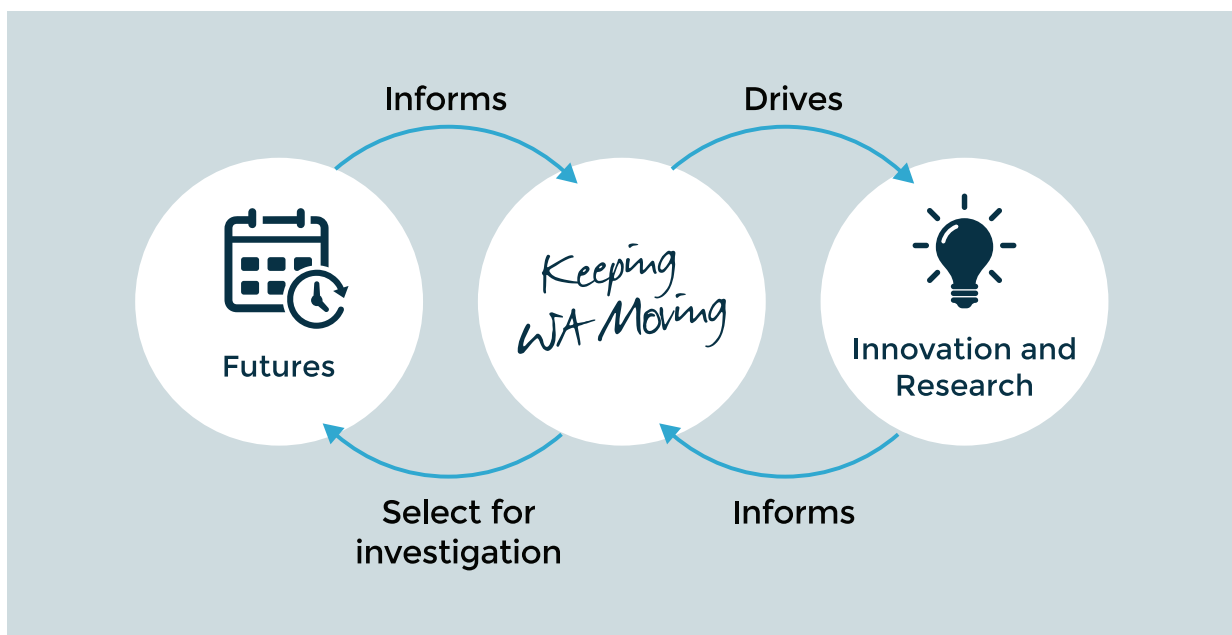 Informs
Drives
Keeping
WA Moving
Futures
Innovation and
Research
Select for
investigation
Informs